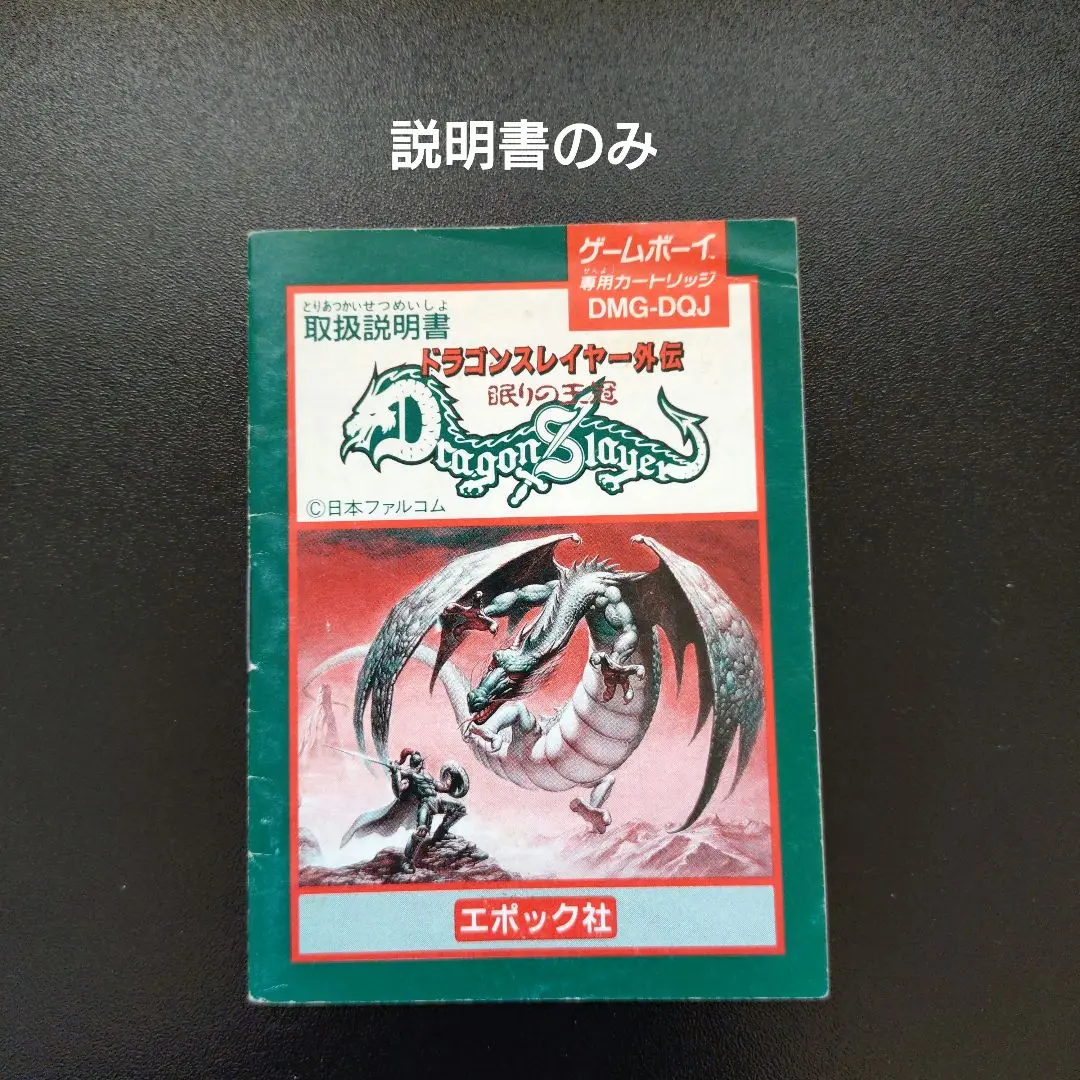 説明書のみ
ゲームボーイ™
せんよう
専用カートリッジ
DMG-DQJ
とりあつかいせつめいしょ
取扱説明書
ドラゴンスレイヤー外伝
眠りの王冠
Dragon Slayer
©日本ファルコム
エポック社